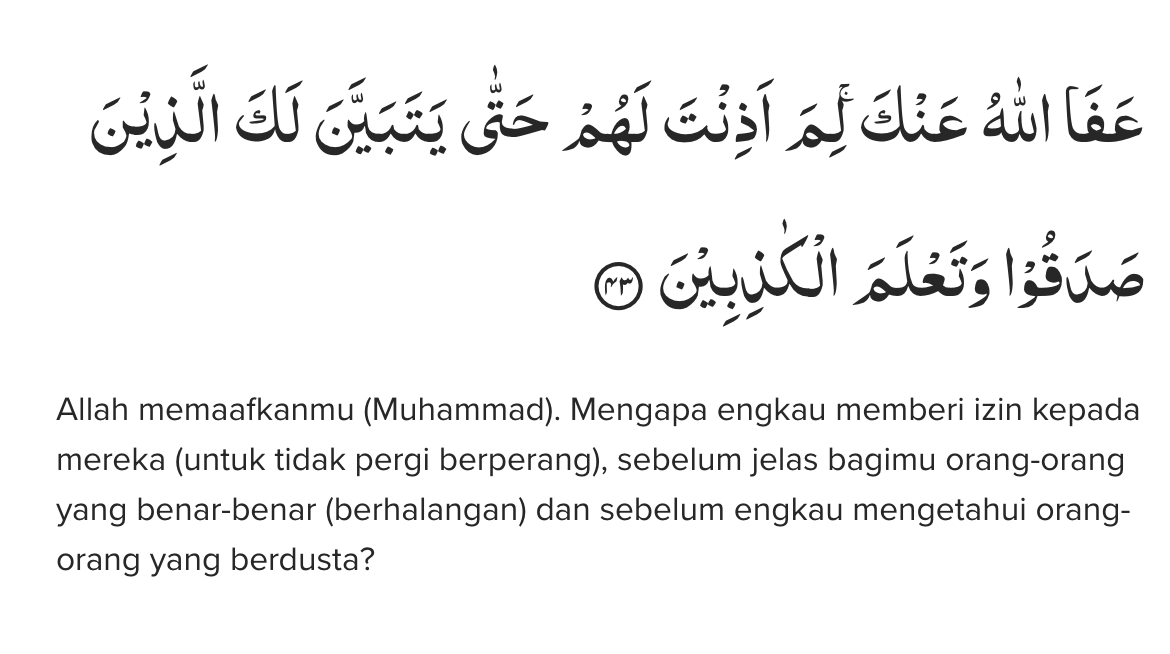 عَفَا اللّٰهُ عَنْكَۚ لِمَ اَذِنْتَ لَهُمْ حَتّٰى يَتَبَيَّنَ لَكَ الَّذِيْنَ
صَدَقُوْا وَتَعْلَمَ الْكٰذِبِيْنَ ۴۳
Allah memaafkanmu (Muhammad). Mengapa engkau memberi izin kepada
mereka (untuk tidak pergi berperang), sebelum jelas bagimu orang-orang
yang benar-benar (berhalangan) dan sebelum engkau mengetahui orang-
orang yang berdusta?